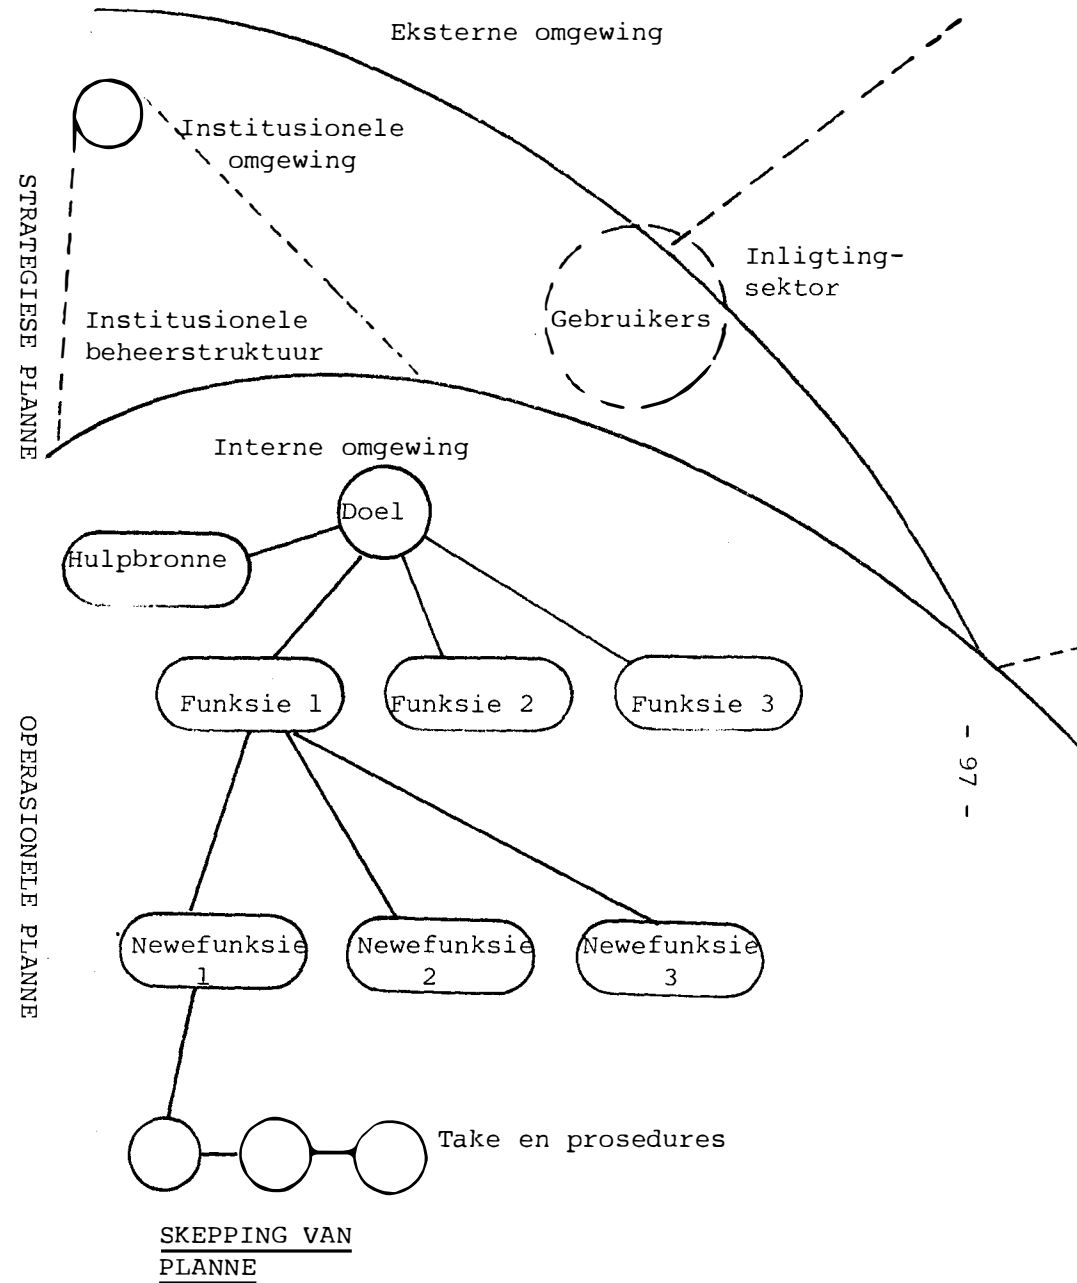 Eksterne omgewing
Institusionele
omgewing
STRATEGIESE PLANNE
Inligting-
sektor
Gebruikers
Institusionele
beheerstruktuur
Interne omgewing
Doel
Hulpbronne
Funksie 1
Funksie 2
Funksie 3
- 97 -
OPERASIONELE PLANNE
Newefunksie
1
Newefunksie
2
Newefunksie
3
Take en prosedures
SKEPPING VAN
PLANNE